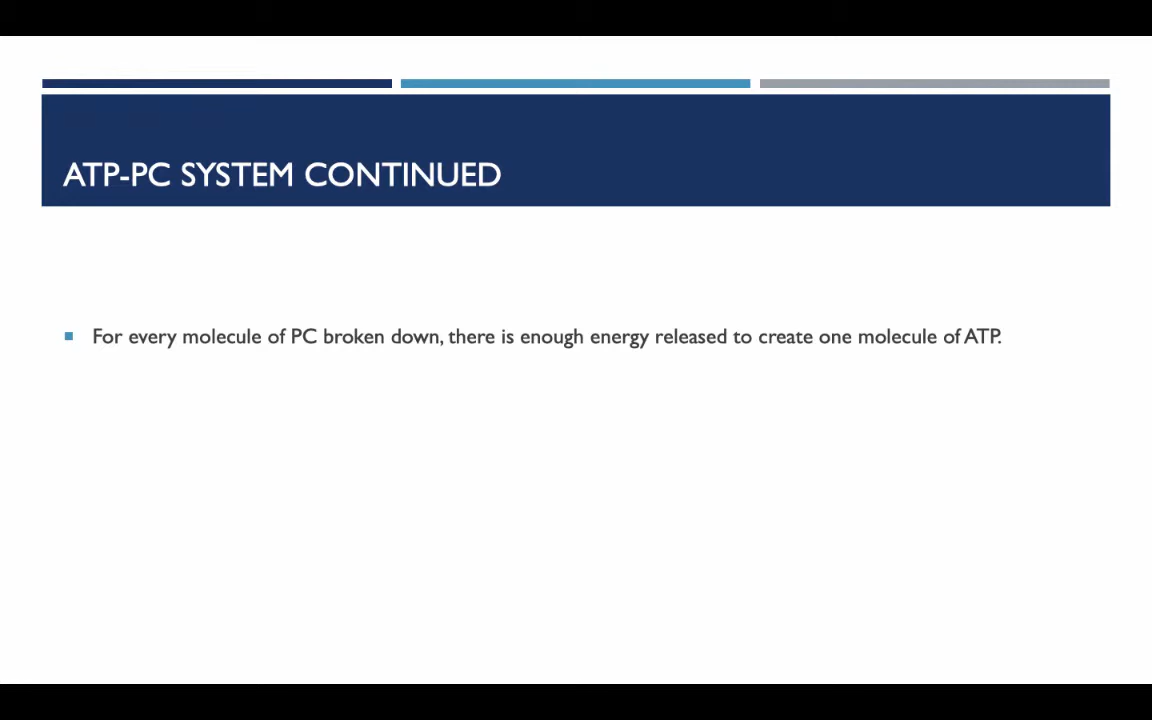 ATP-PC SYSTEM CONTINUED
For every molecule of PC broken down, there is enough energy released to create one molecule of ATP.